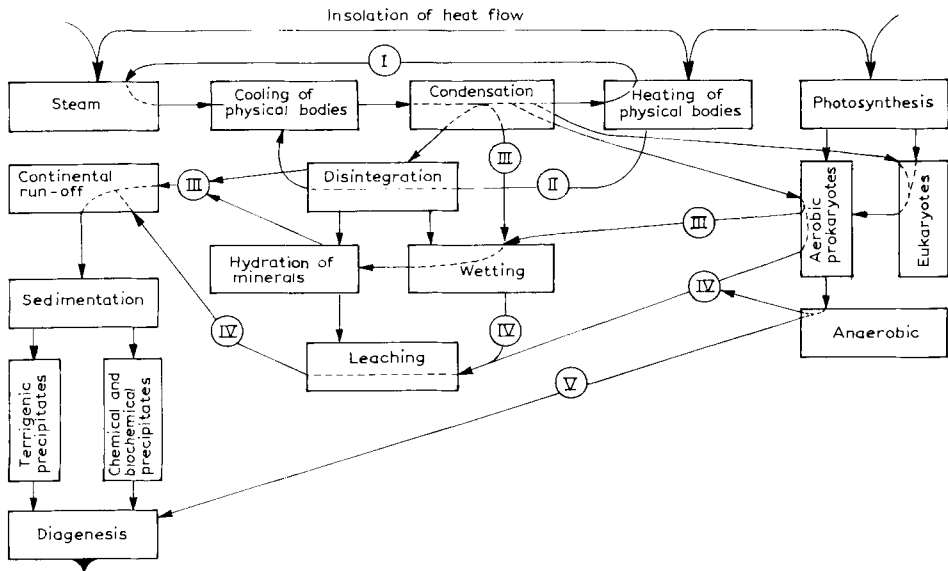 Insolation of heat flow
I
Steam
Cooling of
physical bodies
Condensation
Heating of
physical bodies
Photosynthesis
III
Continental
run-off
III
Disintegration
II
Aerobic
prokaryotes
Eukaryotes
III
Hydration of
minerals
Wetting
Sedimentation
IV
IV
IV
Anaerobic
Leaching
V
Terrigenic
precipitates
Chemical and
biochemical
precipitates
Diagenesis